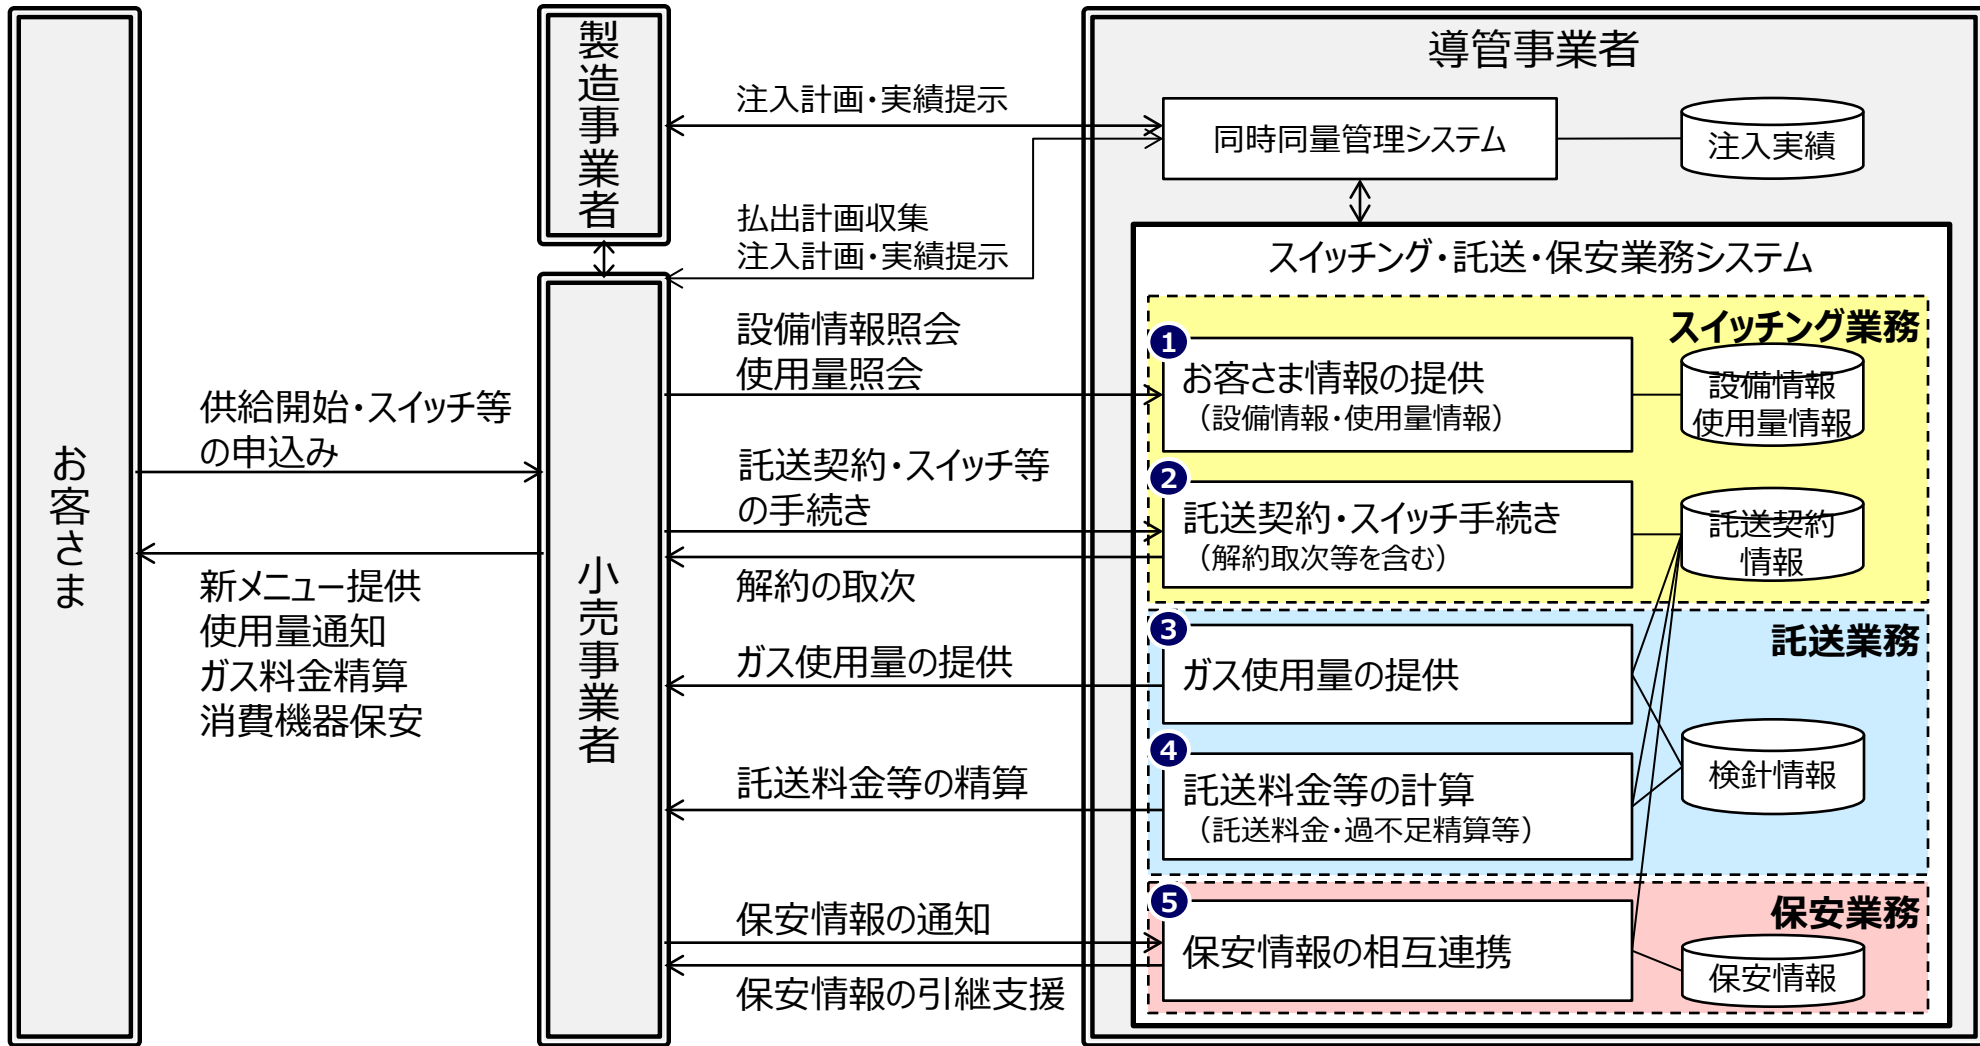 お客さま
供給開始・スイッチ等
の申込み
新メニュー提供
使用量通知
ガス料金精算
消費機器保安
製造事業者
小売事業者
注入計画・実績提示
払出計画収集
注入計画・実績提示
設備情報照会
使用量照会
託送契約・スイッチ等
の手続き
解約の取次
ガス使用量の提供
託送料金等の精算
保安情報の通知
保安情報の引継支援
導管事業者
同時同量管理システム
注入実績
スイッチング・託送・保安業務システム
スイッチング業務
1
お客さま情報の提供
（設備情報・使用量情報）
設備情報
使用量情報
2
託送契約・スイッチ手続き
（解約取次等を含む）
託送契約
情報
託送業務
3
ガス使用量の提供
4
託送料金等の計算
（託送料金・過不足精算等）
検針情報
保安業務
5
保安情報の相互連携
保安情報